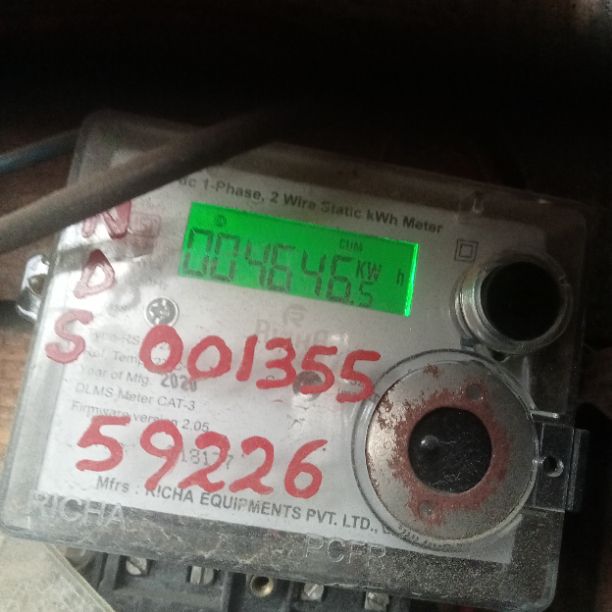 1-Phase, 2 Wire Static kWh Meter
CUM
004646.5 KW h
N
D
S
001355
Year of Mfg. 2020
DLMS Meter CAT-3
Firmware version 2.05
59226
Mfrs : RICHA EQUIPMENTS PVT. LTD.,
RICHA